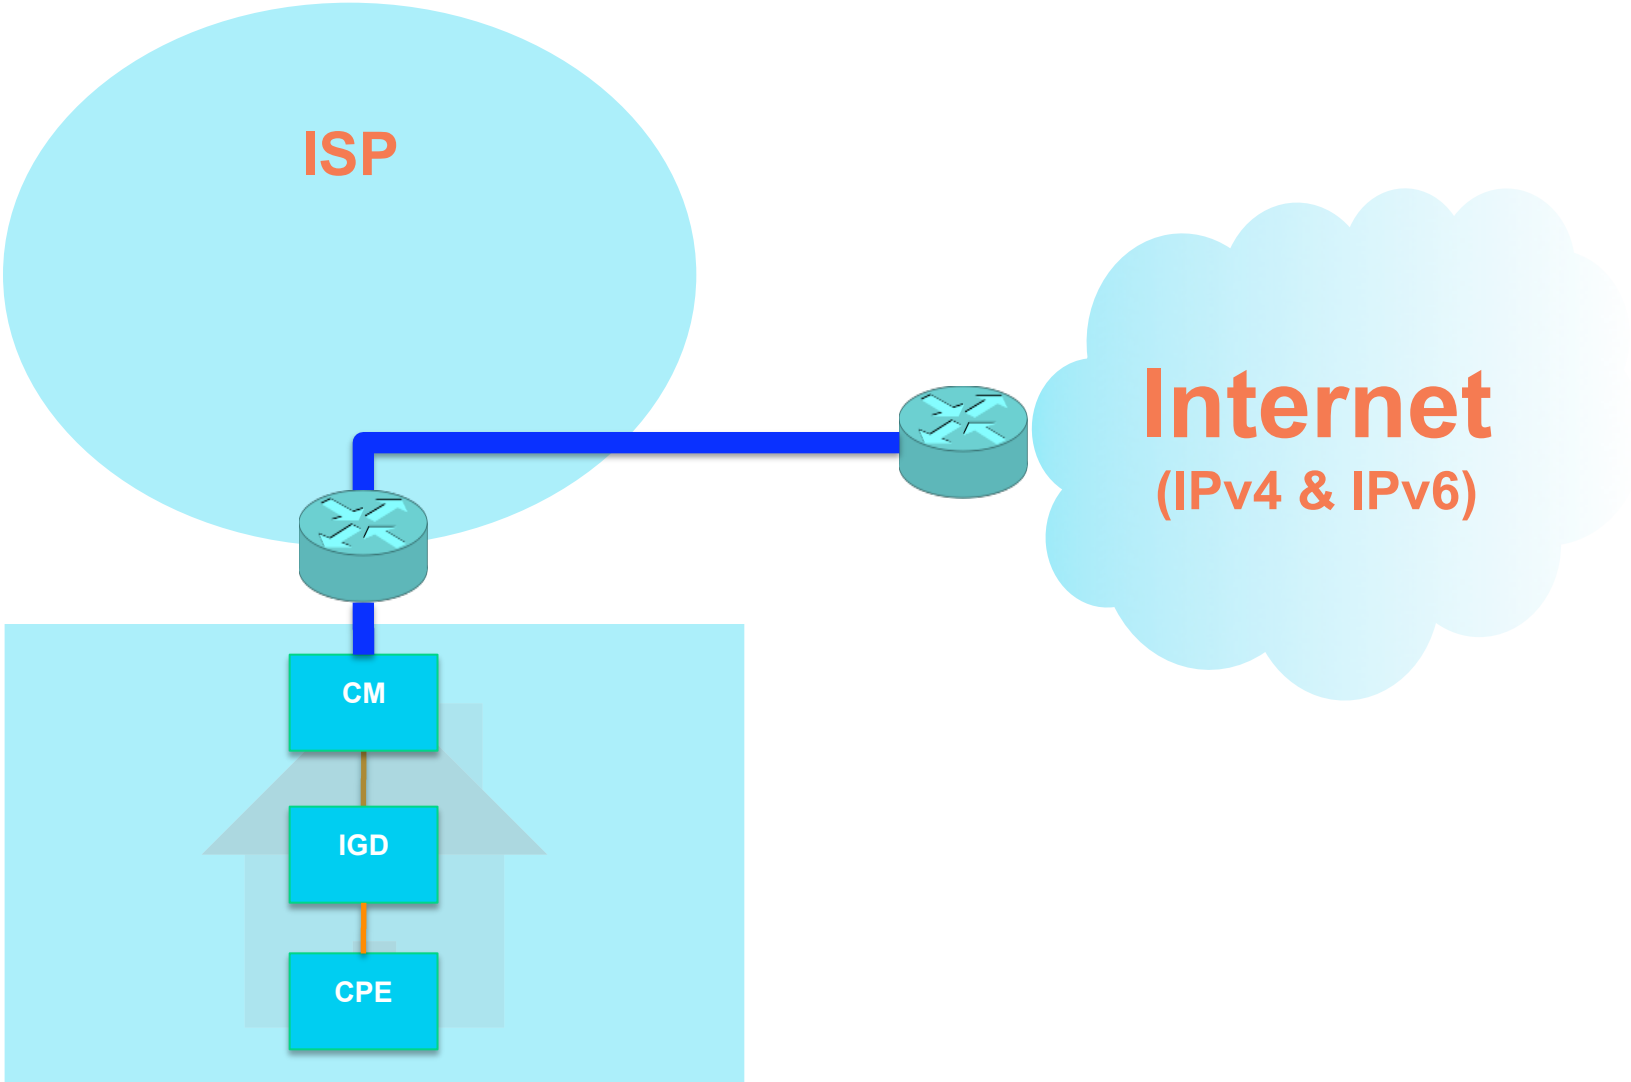 ISP
Internet
(IPv4 & IPv6)
CM
IGD
CPE